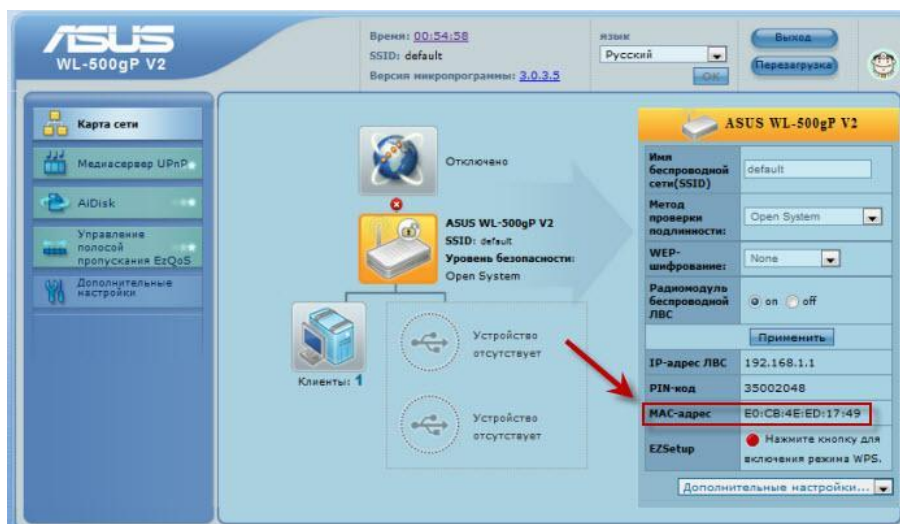 ASUS
WL-500gP V2
Время: 00:54:58
SSID: default
Версия микропрограммы: 3.0.3.5
язык
Русский
OK
Выход
Перезагрузка
Карта сети
Медиасервер UPnP
AiDisk
Управление
полосой
пропускания EzQoS
Дополнительные
настройки
Отключено
ASUS WL-500gP V2
SSID: default
Уровень безопасности:
Open System
Клиенты: 1
Устройство
отсутствует
Устройство
отсутствует
ASUS WL-500gP V2
Имя
беспроводной
сети(SSID)
default
Метод
проверки
подлинности:
Open System
WEP-
шифрование:
None
Радиомодуль
беспроводной
ЛВС
on off
Применить
IP-адрес ЛВС 192.168.1.1
PIN-код 35002048
MAC-адрес E0:CB:4E:ED:17:49
EZSetup
Нажмите кнопку для
включения режима WPS.
Дополнительные настройки...